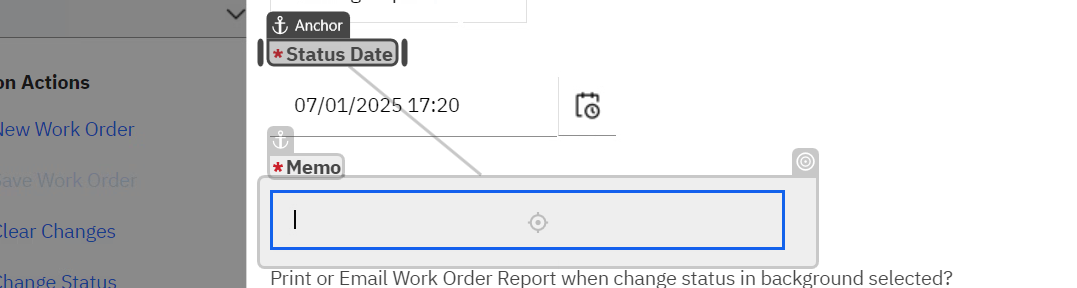 Anchor
*Status Date
on Actions
07/01/2025 17:20
New Work Order
*Memo
Save Work Order
Clear Changes
Change Status
Print or Email Work Order Report when change status in background selected?